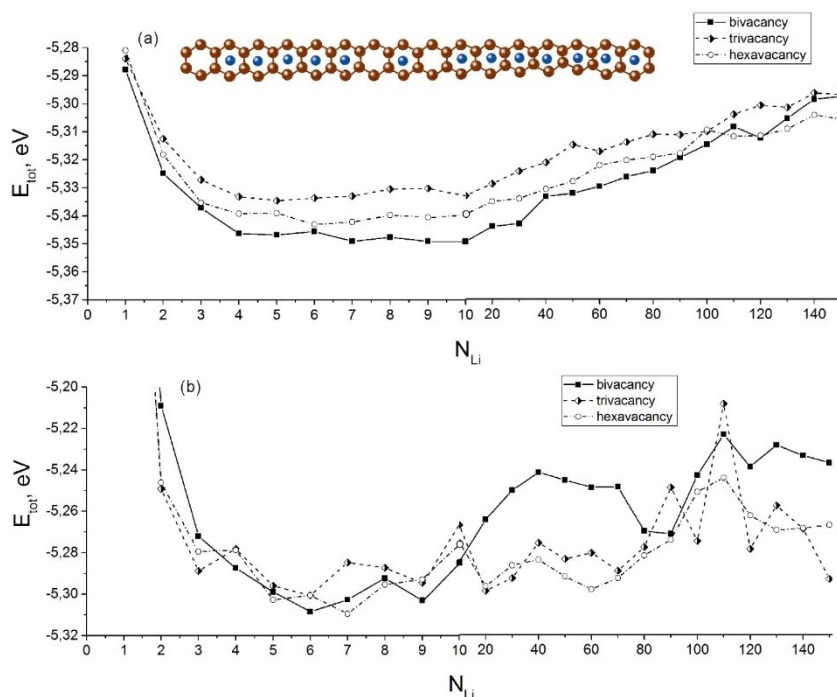 (a)
bivacancy
trivacancy
hexavacancy
-5,28
-5,29
-5,30
-5,31
-5,33
-5,34
-5,35
-5,36
-5,37
E_tot, eV
0 1 2 3 4 5 6 7 8 9 10 20 40 60 80 100 120 140
N_Li
(b)
bivacancy
trivacancy
hexavacancy
-5,20
-5,22
-5,24
-5,26
-5,28
-5,30
-5,32
E_tot, eV
0 1 2 3 4 5 6 7 8 9 10 20 40 60 80 100 120 140
N_Li